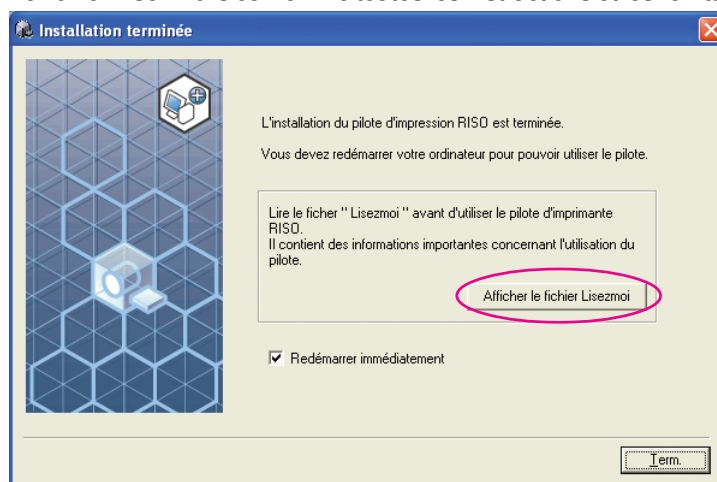 Installation terminée
L'installation du pilote d'impression RISO est terminée.
Vous devez redémarrer votre ordinateur pour pouvoir utiliser le pilote.
Lire le ficher " Lisezmoi " avant d'utiliser le pilote d'imprimante
RISO.
Il contient des informations importantes concernant l'utilisation du
pilote.
Afficher le fichier Lisezmoi
Redémarrer immédiatement
Term.